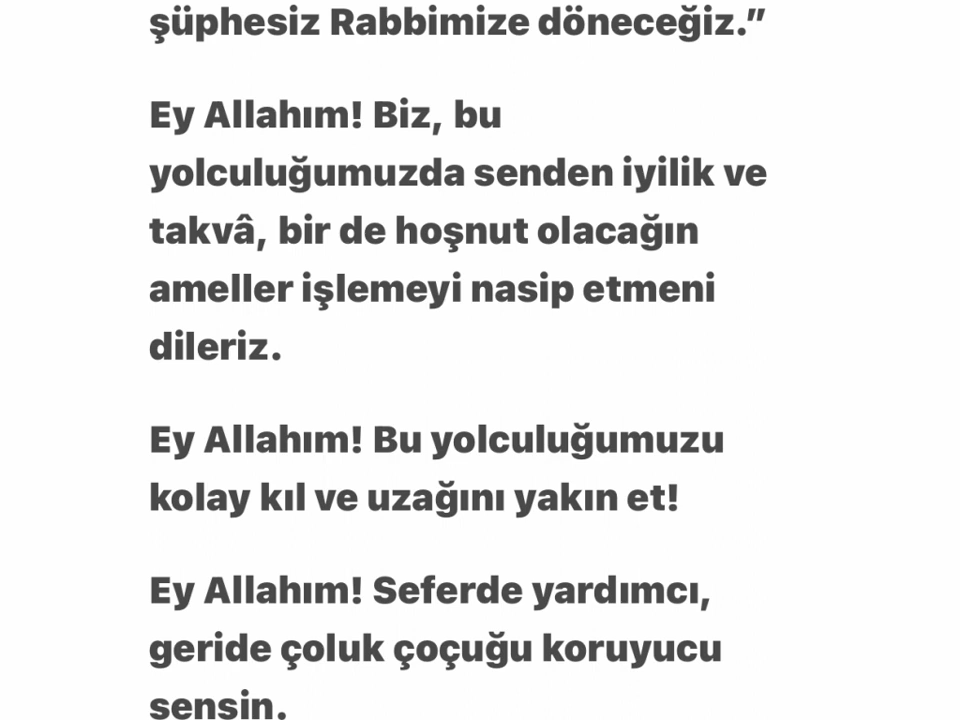 şüphesiz Rabbimize döneceğiz.”
Ey Allahım! Biz, bu
yolculuğumuzda senden iyilik ve
takvâ, bir de hoşnut olacağın
ameller işlemeyi nasip etmeni
dileriz.
Ey Allahım! Bu yolculuğumuzu
kolay kıl ve uzağını yakın et!
Ey Allahım! Seferde yardımcı,
geride çoluk çoçuğu koruyucu
sensin.